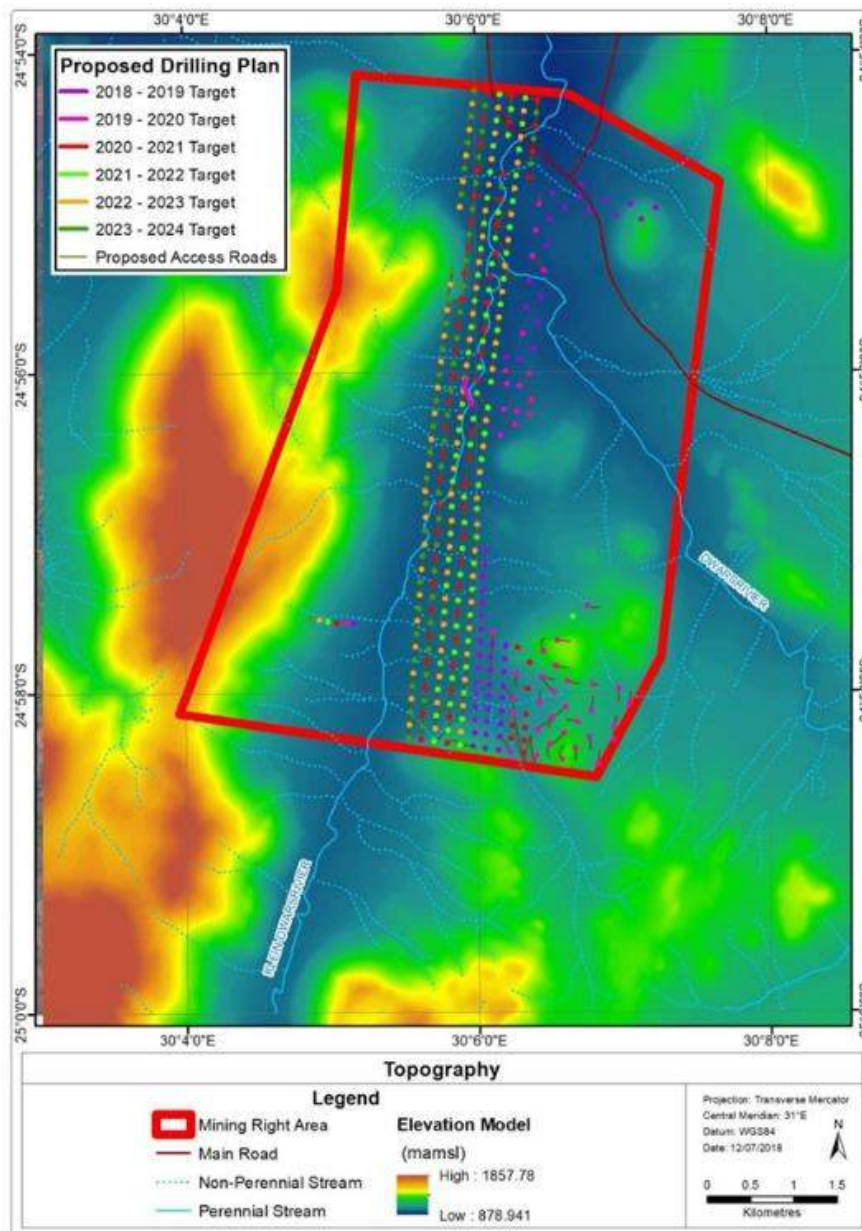 30°4'0"E 30°6'0"E 30°8'0"E
24°54'0"S
Proposed Drilling Plan
2018 - 2019 Target
2019 - 2020 Target
2020 - 2021 Target
2021 - 2022 Target
2022 - 2023 Target
2023 - 2024 Target
Proposed Access Roads
24°56'0"S
DWARSRIVIER
24°58'0"S
KLEIN-DWARSRIVIER
25°0'0"S
30°4'0"E 30°6'0"E 30°8'0"E
Topography
Legend
Mining Right Area
Main Road
Non-Perennial Stream
Perennial Stream
Elevation Model
(mamsl)
High : 1857.78
Low : 878.941
Projection: Transverse Mercator
Central Meridian: 31°E
Datum: WGS84
Date: 12/07/2018
N
0 0.5 1 1.5
Kilometres